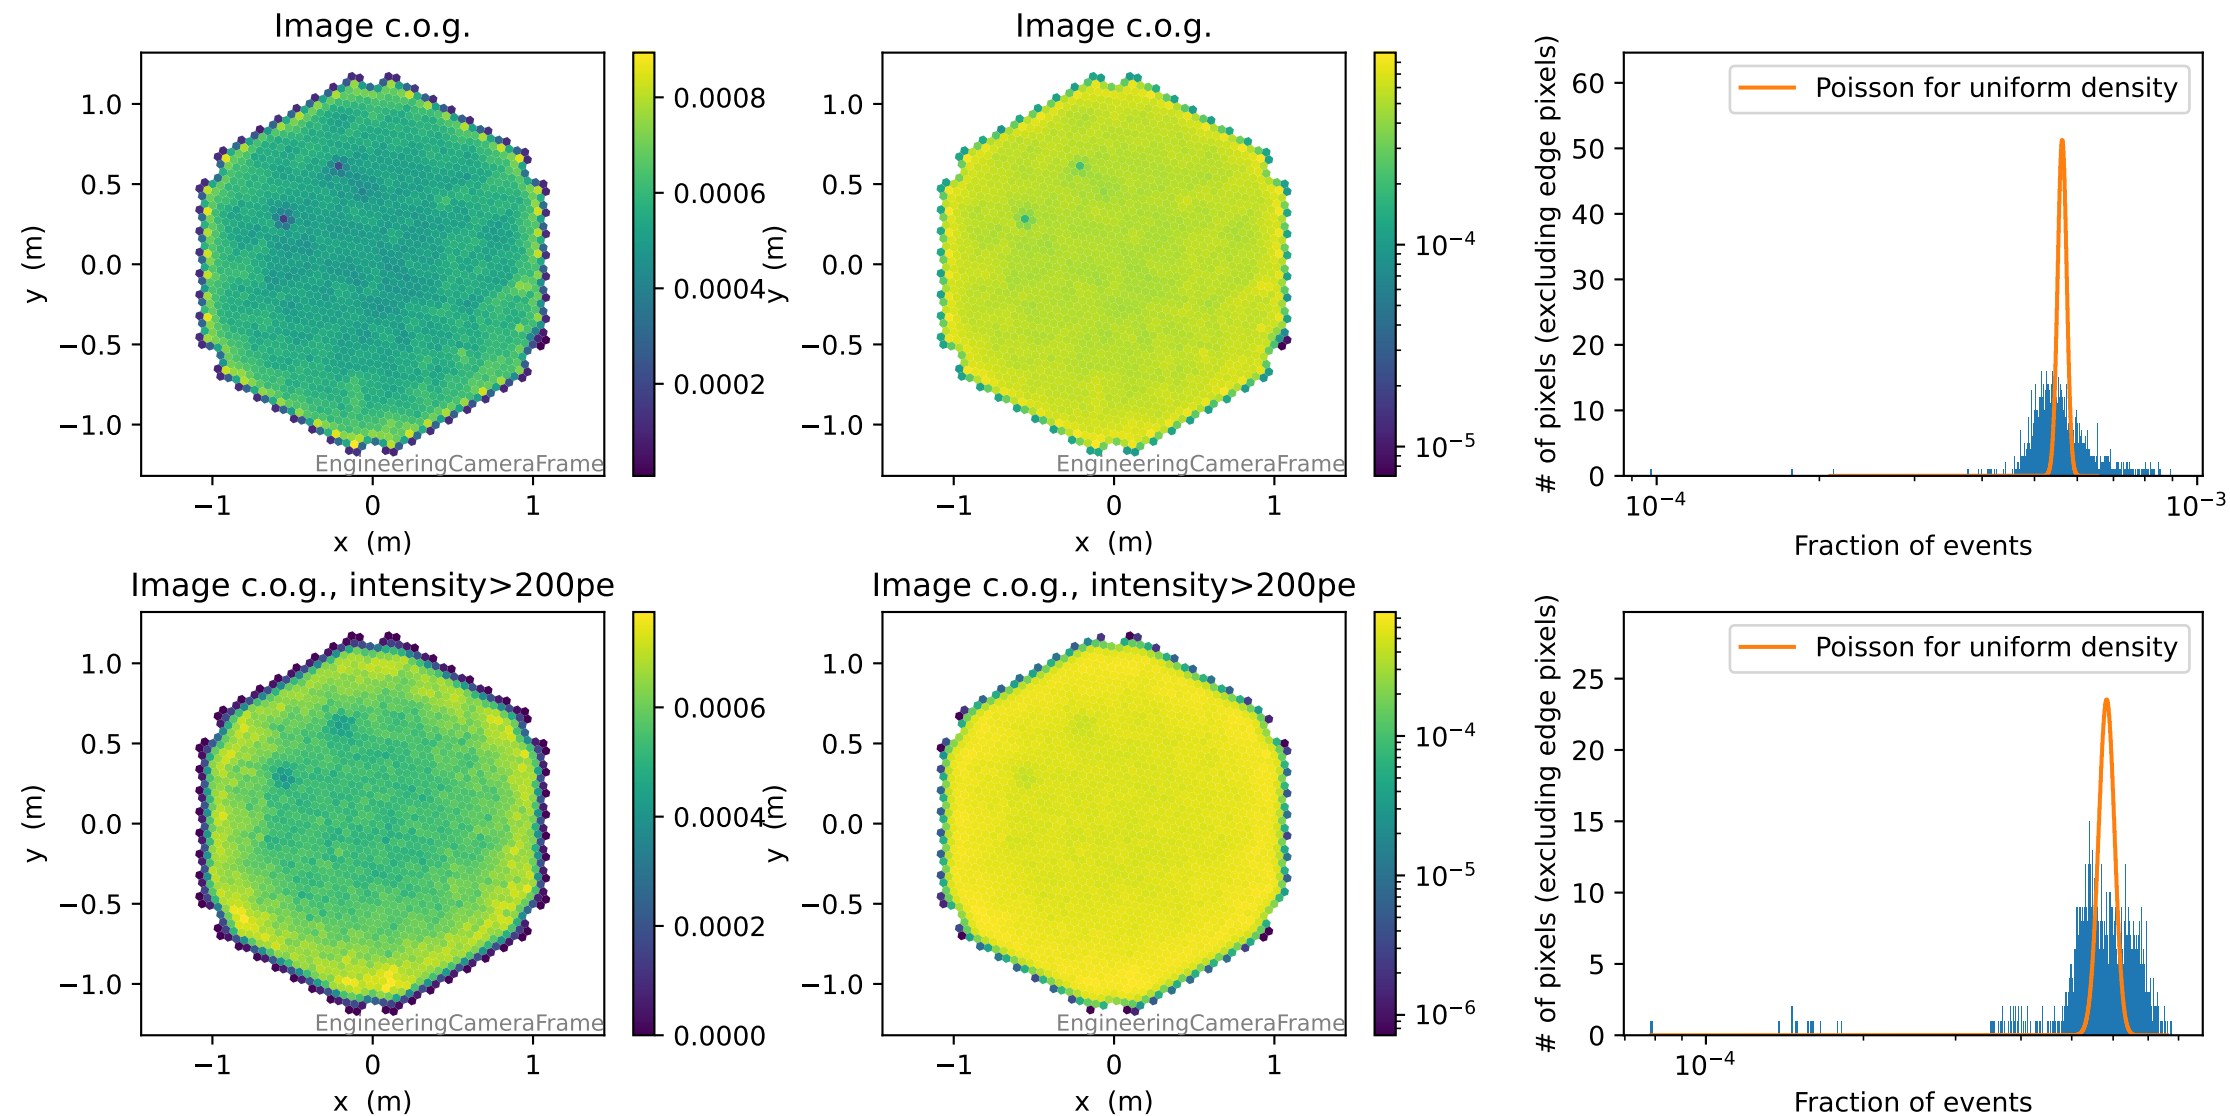 Image c.o.g.
y (m)
1.0
0.5
0.0
−0.5
−1.0
−1
0
1
x (m)
EngineeringCameraFrame
0.0008
0.0006
0.0004
0.0002
Image c.o.g.
y (m)
1.0
0.5
0.0
−0.5
−1.0
−1
0
1
x (m)
EngineeringCameraFrame
10−4
10−5
# of pixels (excluding edge pixels)
60
50
40
30
20
10
0
Poisson for uniform density
10−4
10−3
Fraction of events
Image c.o.g., intensity>200pe
y (m)
1.0
0.5
0.0
−0.5
−1.0
−1
0
1
x (m)
EngineeringCameraFrame
0.0006
0.0004
0.0002
0.0000
Image c.o.g., intensity>200pe
y (m)
1.0
0.5
0.0
−0.5
−1.0
−1
0
1
x (m)
EngineeringCameraFrame
10−4
10−5
10−6
# of pixels (excluding edge pixels)
25
20
15
10
5
0
Poisson for uniform density
10−4
Fraction of events